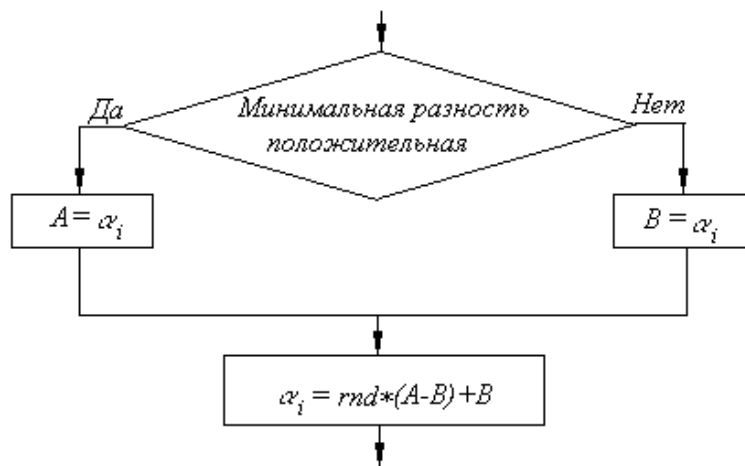 Да
Минимальная разность
положительная
Нет
A = αi
B = αi
αi = rnd*(A-B)+B